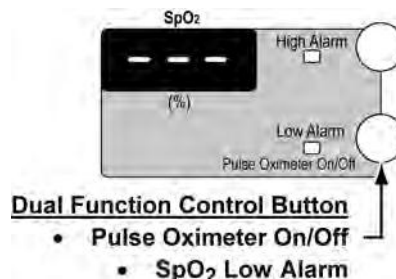 SpO₂
– – –
High Alarm
(%)
Low Alarm
Pulse Oximeter On/Off
Dual Function Control Button
• Pulse Oximeter On/Off
• SpO₂ Low Alarm